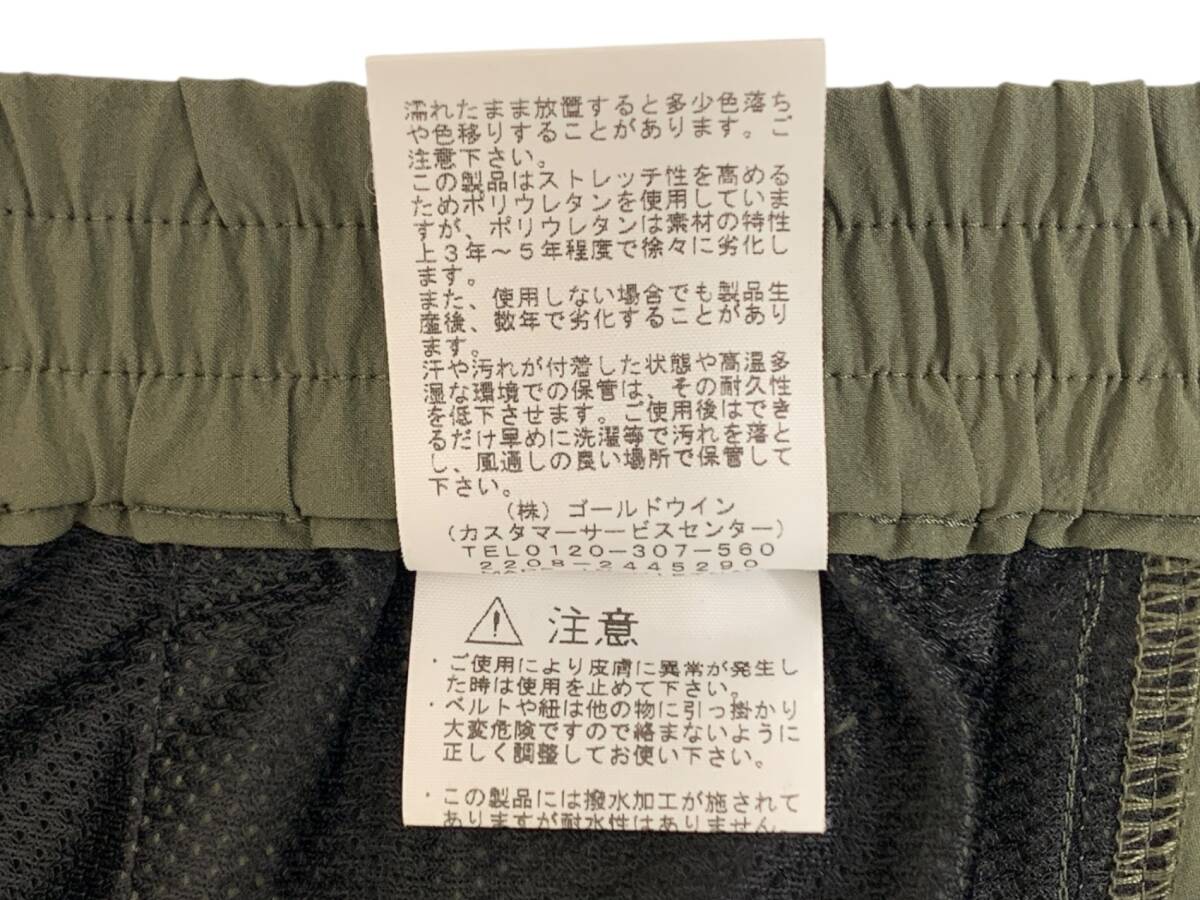 濡れたまま放置すると多少色落ち
や色移りすることがあります。ご
注意下さい。
この製品はストレッチ性を高める
ためポリウレタンを使用していま
すが、ポリウレタンは素材の特性
上3年～5年程度で徐々に劣化し
ます。
また、使用しない場合でも製品生
産後、数年で劣化することがあり
ます。
汗や汚れが付着した状態や高温多
湿な環境での保管は、その耐久性
を低下させます。ご使用後はでき
るだけ早めに洗濯等で汚れを落と
し、風通しの良い場所で保管して
下さい。
(株) ゴールドウイン
(カスタマーサービスセンター)
TEL0120-307-560
2208-2445290
注意
・ご使用により皮膚に異常が発生し
た時は使用を止めて下さい。
・ベルトや紐は他の物に引っ掛かり
大変危険ですので絡まないように
正しく調整してお使い下さい。
・この製品には撥水加工が施されて
ありますが耐水性はありません。